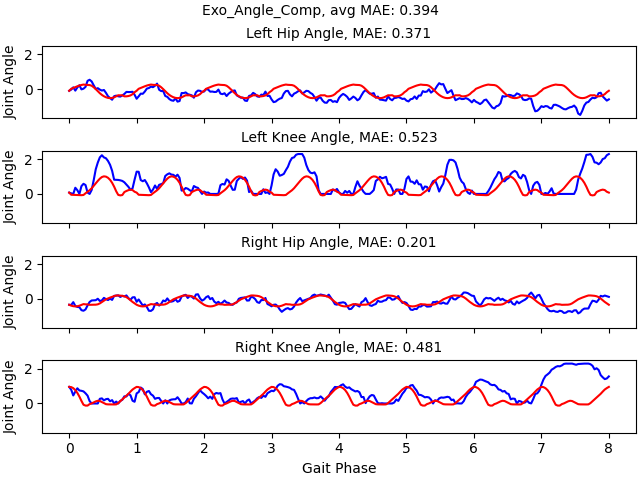 Exo_Angle_Comp, avg MAE: 0.394
Left Hip Angle, MAE: 0.371
Joint Angle
2
0
Left Knee Angle, MAE: 0.523
Joint Angle
2
0
Right Hip Angle, MAE: 0.201
Joint Angle
2
0
Right Knee Angle, MAE: 0.481
Joint Angle
2
0
0 1 2 3 4 5 6 7 8
Gait Phase